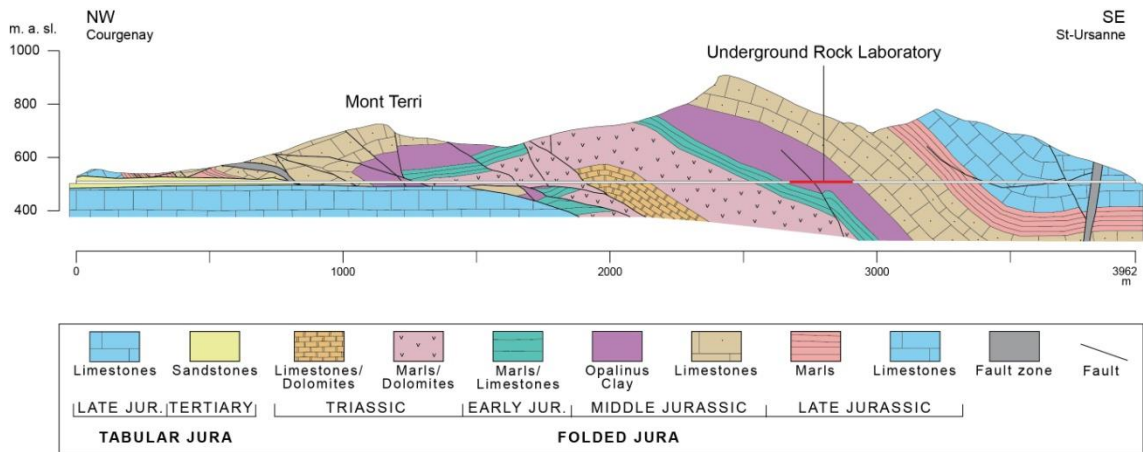 NW
Courgenay
SE
St-Ursanne
m. a. sl.
1000
800
600
400
Mont Terri
Underground Rock Laboratory
0
1000
2000
3000
3962
m
Limestones
Sandstones
Limestones/
Dolomites
Marls/
Dolomites
Marls/
Limestones
Opalinus
Clay
Limestones
Marls
Limestones
Fault zone
Fault
LATE JUR.
TERTIARY
TRIASSIC
EARLY JUR.
MIDDLE JURASSIC
LATE JURASSIC
TABULAR JURA
FOLDED JURA